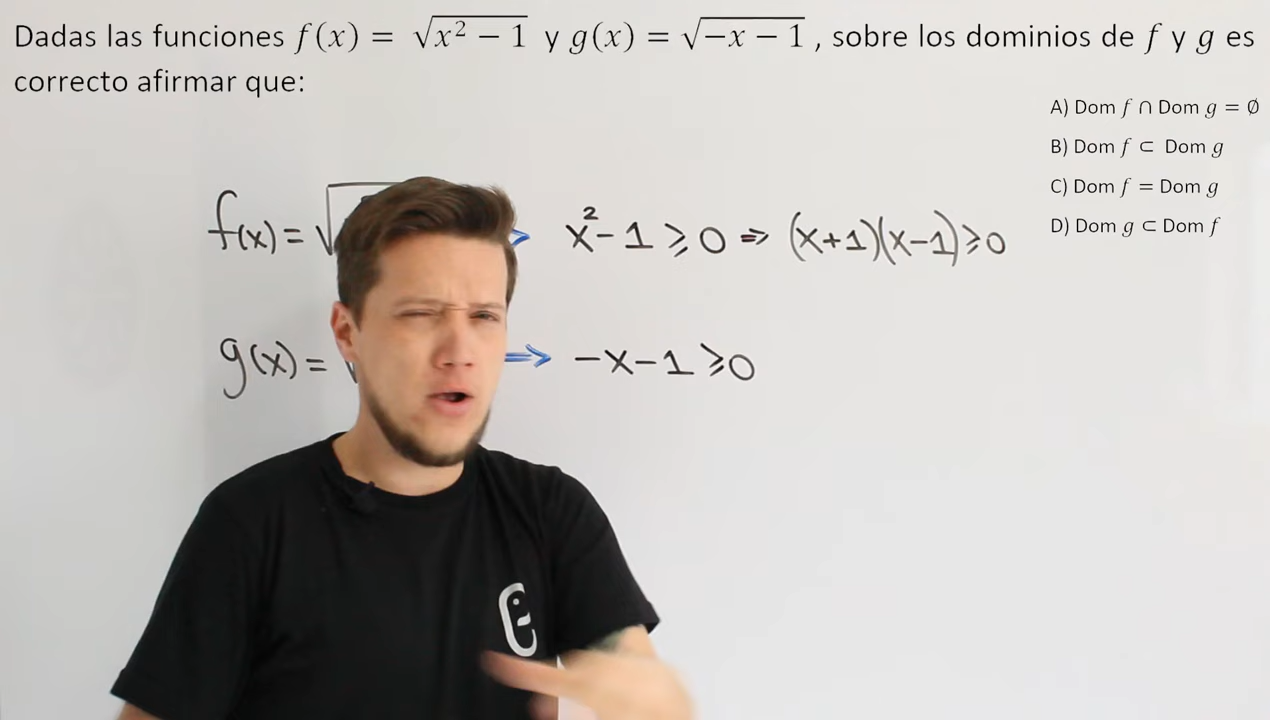 Dadas las funciones f(x) = √x² − 1 y g(x) = √−x − 1 , sobre los dominios de f y g es
correcto afirmar que:
A) Dom f ∩ Dom g = ∅
B) Dom f ⊂ Dom g
C) Dom f = Dom g
D) Dom g ⊂ Dom f
f(x) = √ ⇒ x² - 1 ⩾ 0 ⇒ (x+1)(x-1) ⩾ 0
g(x) = √ ⇒ -x - 1 ⩾ 0